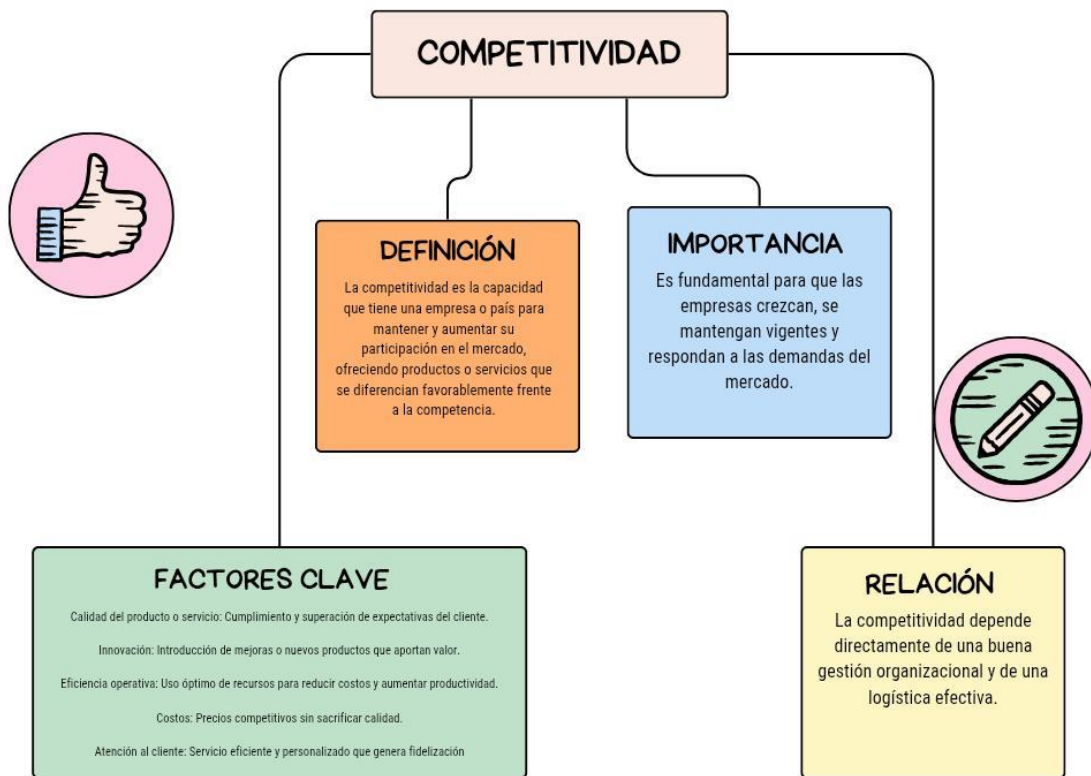 COMPETITIVIDAD
DEFINICIÓN
La competitividad es la capacidad
que tiene una empresa o país para
mantener y aumentar su
participación en el mercado,
ofreciendo productos o servicios que
se diferencian favorablemente frente
a la competencia.
IMPORTANCIA
Es fundamental para que las
empresas crezcan, se
mantengan vigentes y
respondan a las demandas del
mercado.
FACTORES CLAVE
Calidad del producto o servicio: Cumplimiento y superación de expectativas del cliente.
Innovación: Introducción de mejoras o nuevos productos que aportan valor.
Eficiencia operativa: Uso óptimo de recursos para reducir costos y aumentar productividad.
Costos: Precios competitivos sin sacrificar calidad.
Atención al cliente: Servicio eficiente y personalizado que genera fidelización
RELACIÓN
La competitividad depende
directamente de una buena
gestión organizacional y de una
logística efectiva.